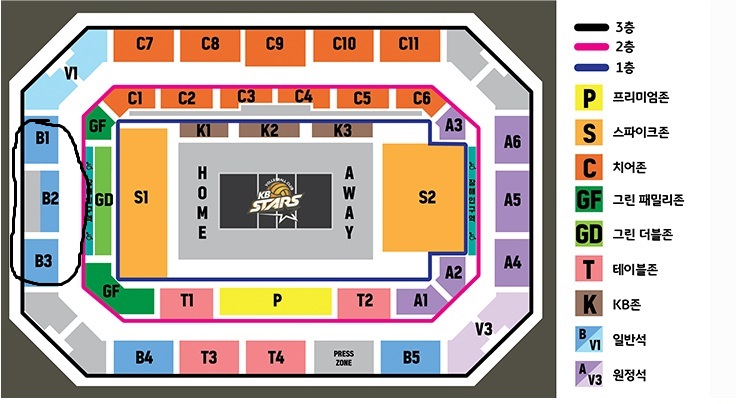 C7 C8 C9 C10 C11
V1
C1 C2 C3 C4 C5 C6
GF A3
K1 K2 K3
B1 A6
HOME AWAY
VOLLEYBALL CLUB
KB
STARS
B2 GD S1 S2 A5
B3 A4
GF A2
T1 P T2 A1
V3
B4 T3 T4 PRESS ZONE B5
3층
2층
1층
P 프리미엄존
S 스파이크존
C 치어존
GF 그린 패밀리존
GD 그린 더블존
T 테이블존
K KB존
B V1 일반석
A V3 원정석